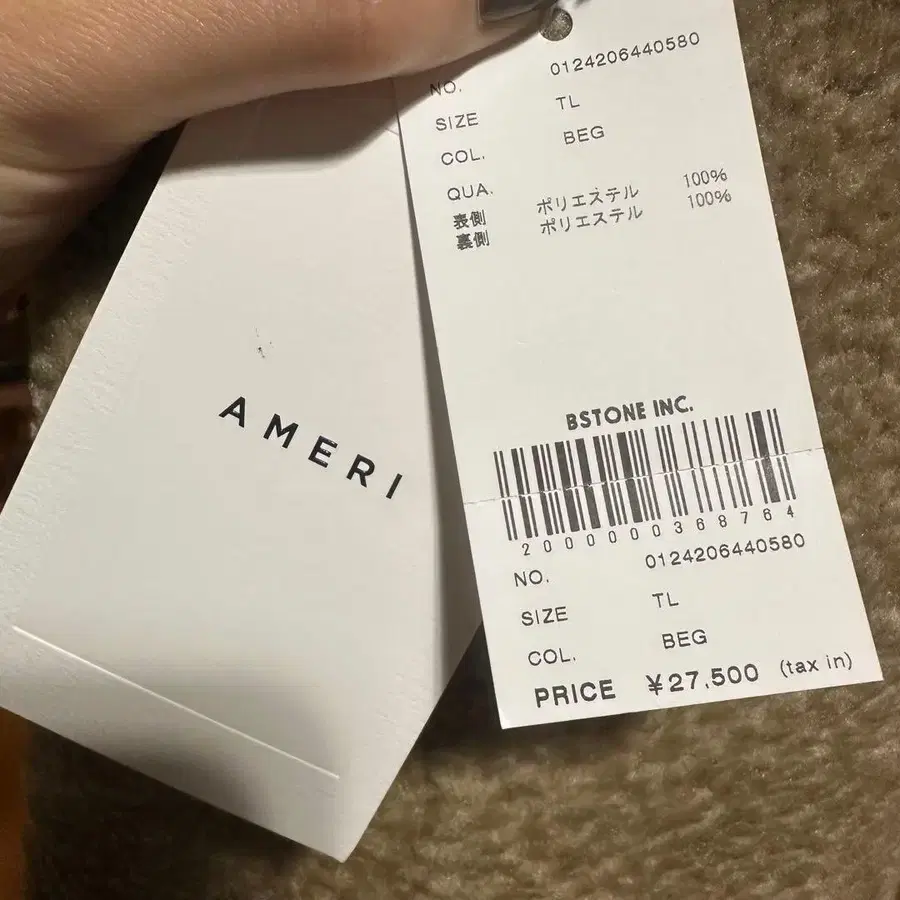 NO. 0124206440580
SIZE TL
COL. BEG
QUA.
表側 ポリエステル 100%
裏側 ポリエステル 100%
BSTONE INC.
2000000368764
NO. 0124206440580
SIZE TL
COL. BEG
PRICE ¥27,500 (tax in)
AMERI